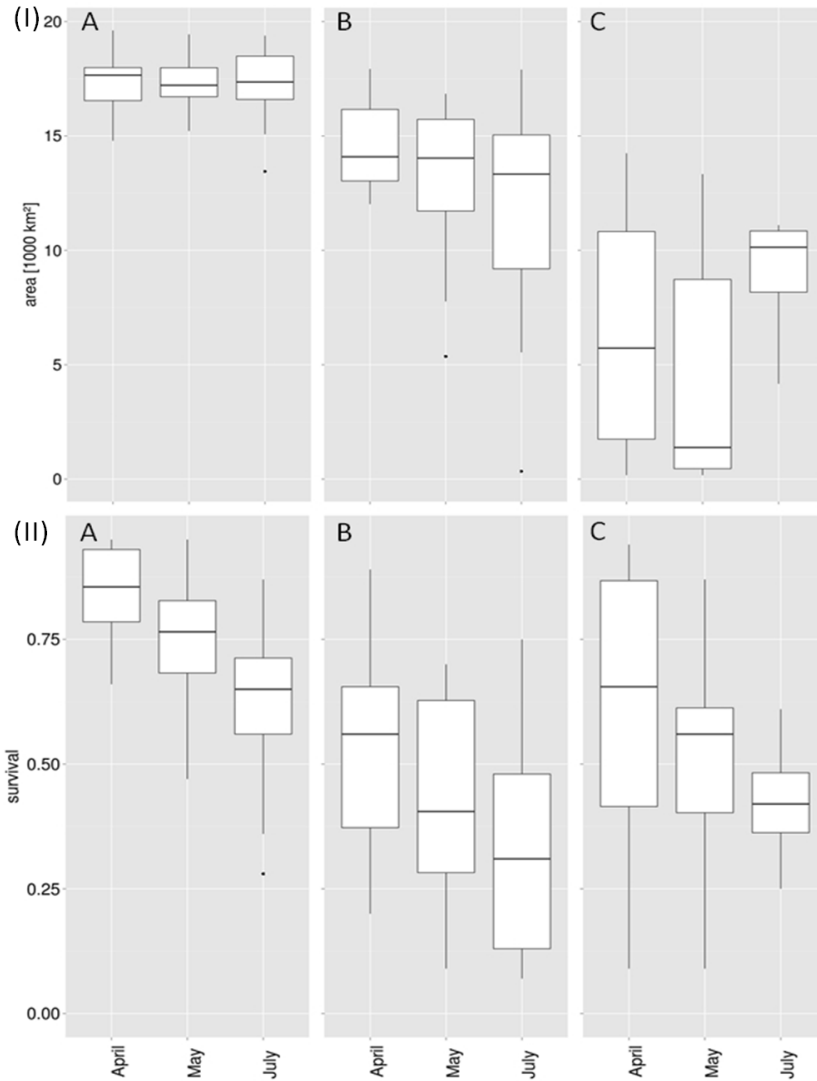 (I) A B C
20
15
10
5
0
area [1000 km²]
(II) A B C
0.75
0.50
0.25
0.00
survival
April May July April May July April May July